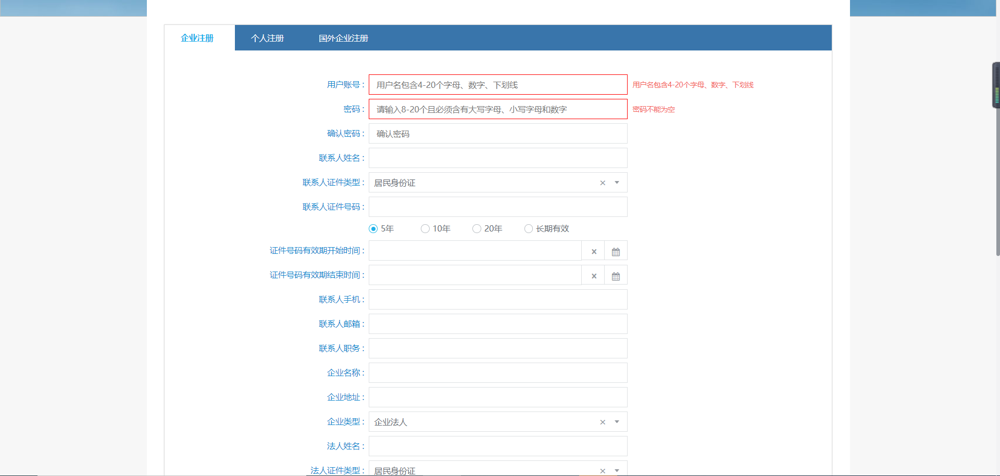 企业注册 个人注册 国外企业注册
用户账号： 用户名包含4-20个字母、数字、下划线 用户名包含4-20个字母、数字、下划线
密码： 请输入8-20个且必须含有大写字母、小写字母和数字 密码不能为空
确认密码： 确认密码
联系人姓名：
联系人证件类型： 居民身份证
联系人证件号码：
5年 10年 20年 长期有效
证件号码有效期开始时间：
证件号码有效期结束时间：
联系人手机：
联系人邮箱：
联系人职务：
企业名称：
企业地址：
企业类型： 企业法人
法人姓名：
法人证件类型： 居民身份证